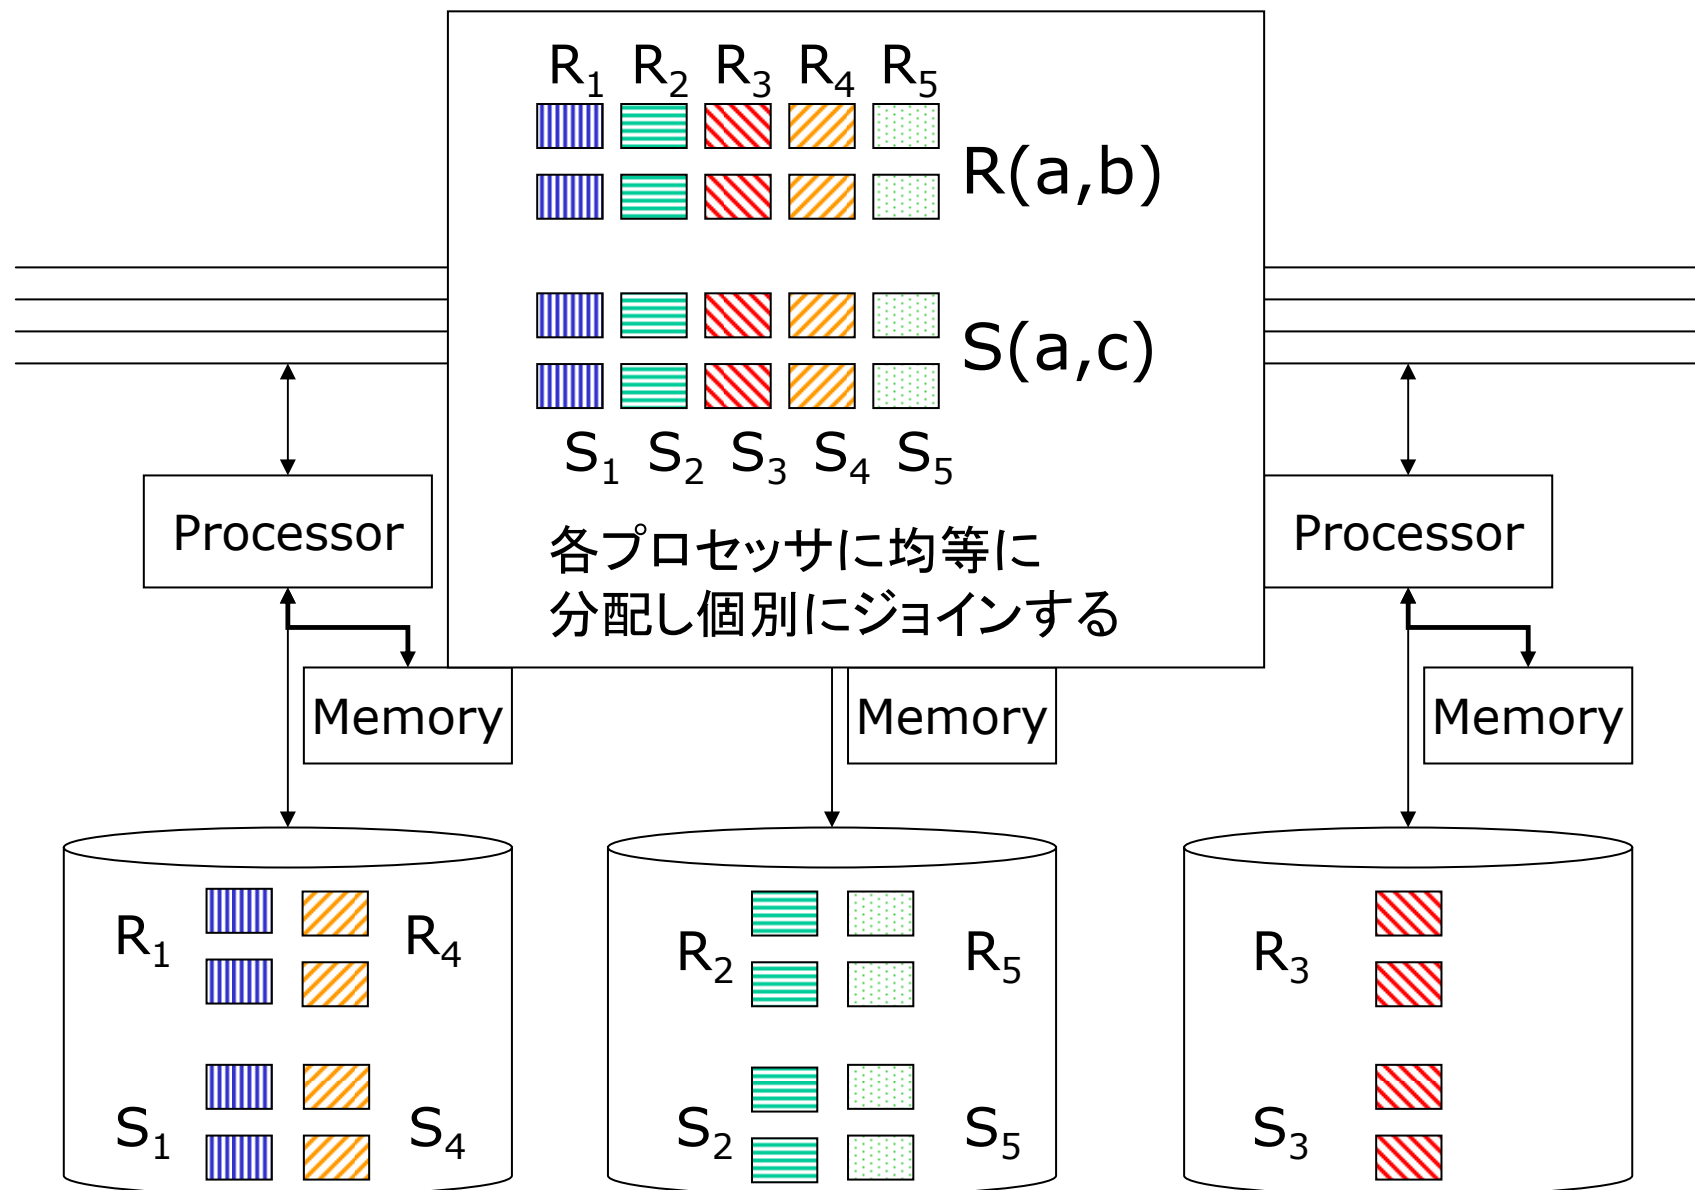 R₁ R₂ R₃ R₄ R₅
R(a,b)
S(a,c)
S₁ S₂ S₃ S₄ S₅
各プロセッサに均等に
分配し個別にジョインする
Processor
Processor
Memory
Memory
Memory
R₁ R₄
R₂ R₅
R₃
S₁ S₄
S₂ S₅
S₃